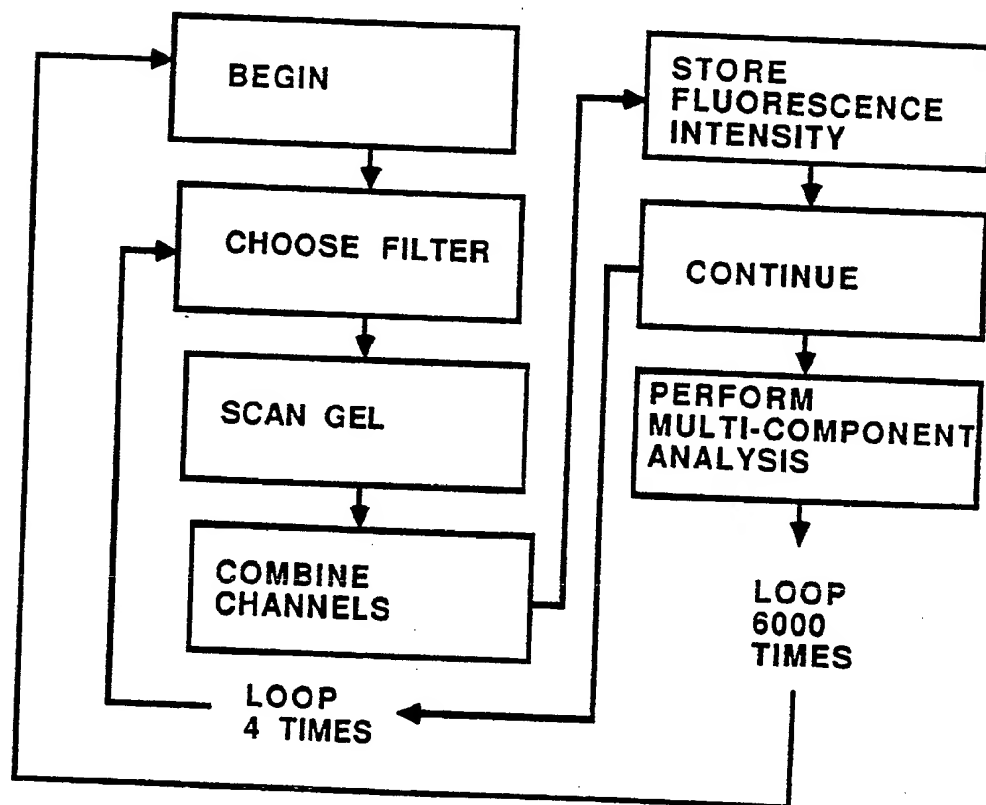 BEGIN
CHOOSE FILTER
SCAN GEL
COMBINE
CHANNELS
STORE
FLUORESCENCE
INTENSITY
CONTINUE
PERFORM
MULTI-COMPONENT
ANALYSIS
LOOP
4 TIMES
LOOP
6000
TIMES